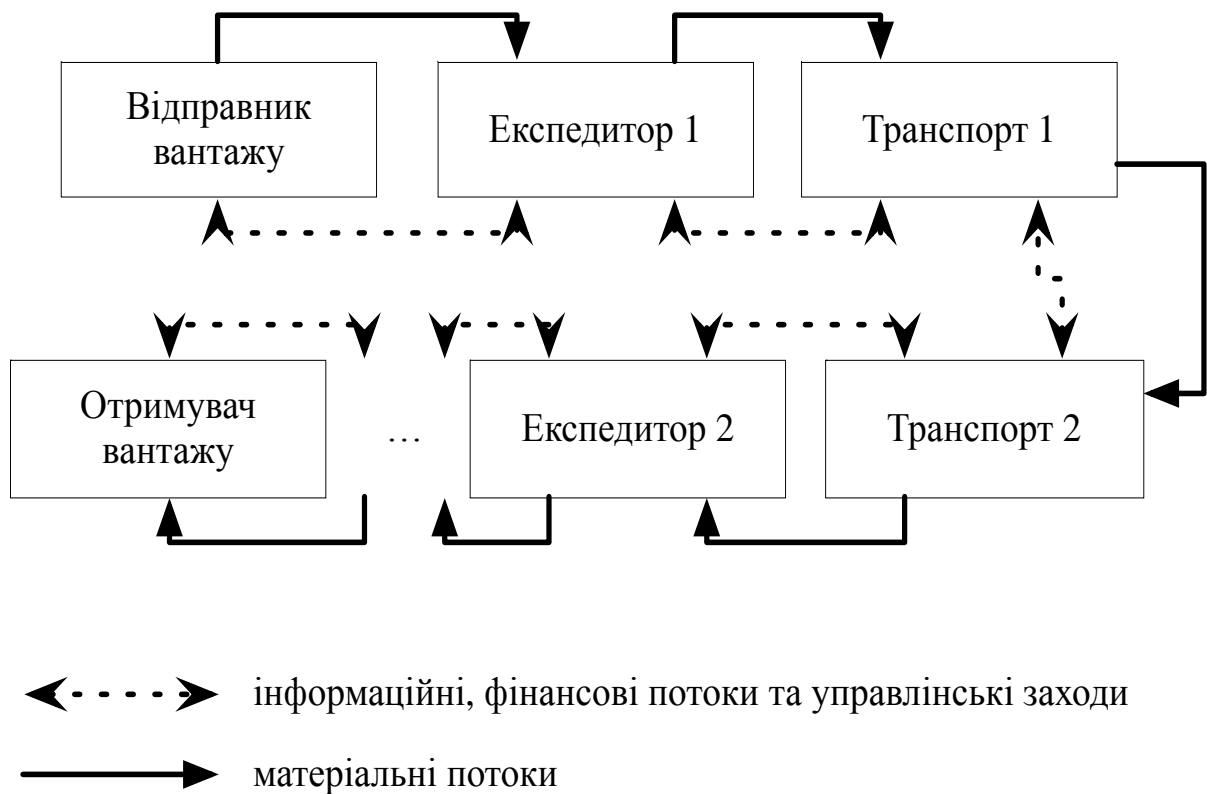 Відправник
вантажу
Експедитор 1
Транспорт 1
Отримувач
вантажу
...
Експедитор 2
Транспорт 2
інформаційні, фінансові потоки та управлінські заходи
матеріальні потоки